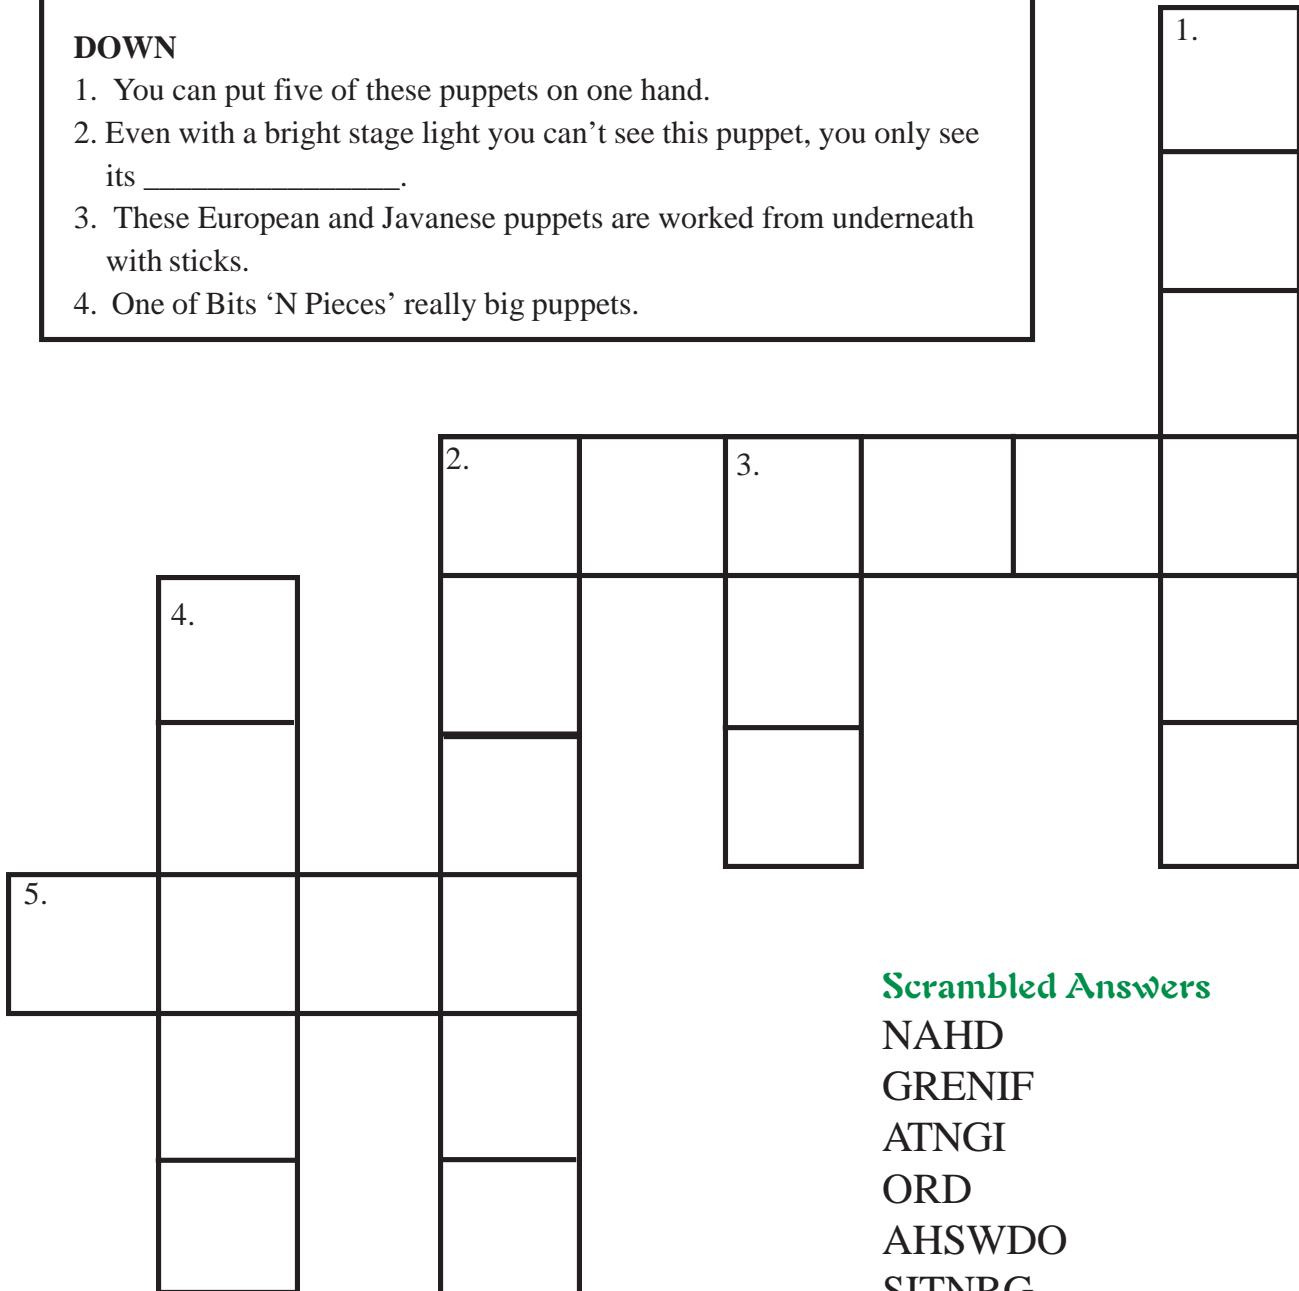 DOWN
1. You can put five of these puppets on one hand.
2. Even with a bright stage light you can’t see this puppet, you only see
its ________________.
3. These European and Javanese puppets are worked from underneath
with sticks.
4. One of Bits ‘N Pieces’ really big puppets.
1.
2.
3.
4.
5.
Scrambled Answers
NAHD
GRENIF
ATNGI
ORD
AHSWDO
SITNRG